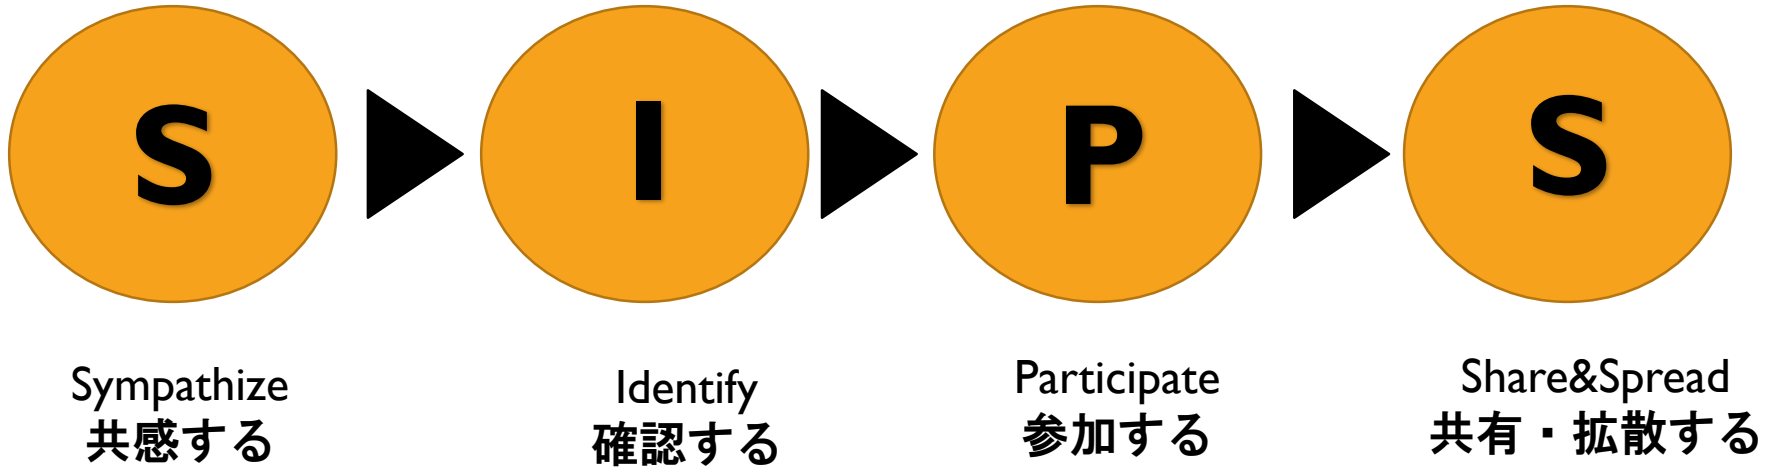 S
I
P
S
Sympathize
共感する
Identify
確認する
Participate
参加する
Share&Spread
共有・拡散する